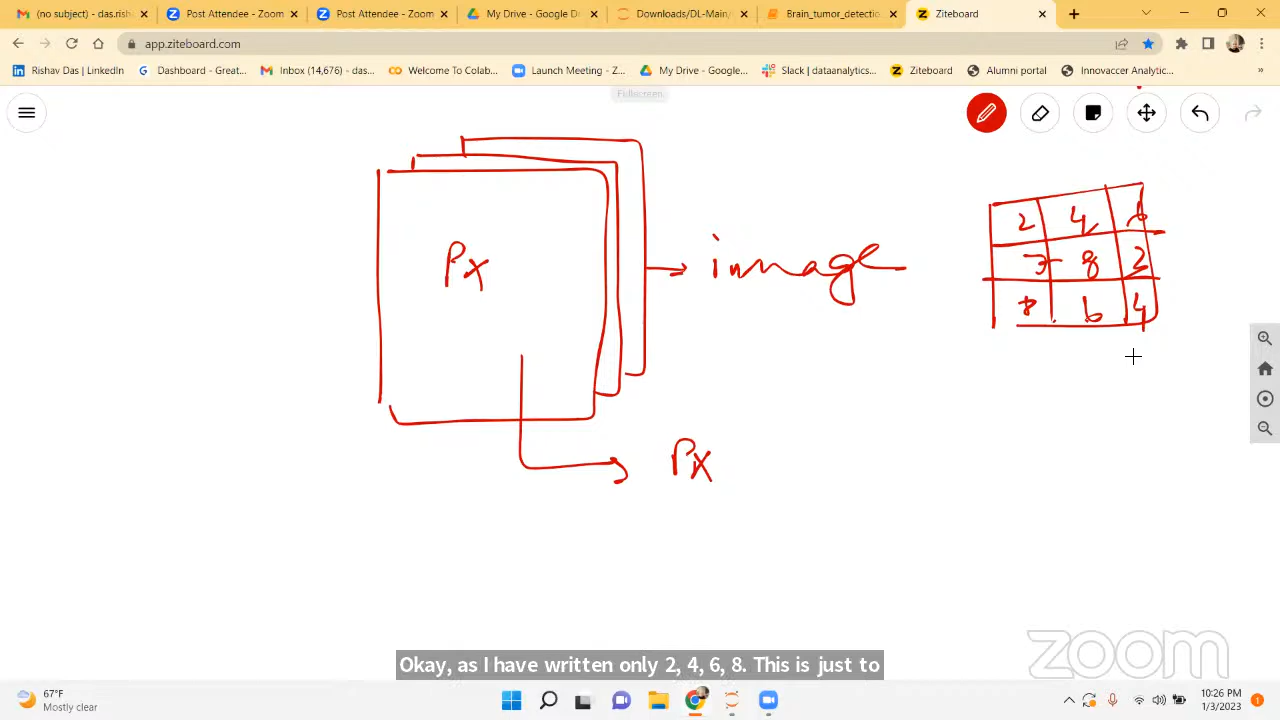 (no subject) - das.rish
Post Attendee - Zoom
Post Attendee - Zoom
My Drive - Google D
Downloads/DL-Main/
Brain_tumor_detectio
Ziteboard
app.ziteboard.com
Rishav Das | LinkedIn
Dashboard - Great...
Inbox (14,676) - das...
Welcome To Colab...
Launch Meeting - Z...
My Drive - Google...
Slack | dataanalytics...
Ziteboard
Alumni portal
Innovaccer Analytic...
»
Fullscreen
Px
image
2 4 6
3 8 2
8 6 4
Px
zoom
Okay, as I have written only 2, 4, 6, 8. This is just to
67°F
Mostly clear
10:26 PM
1/3/2023
1